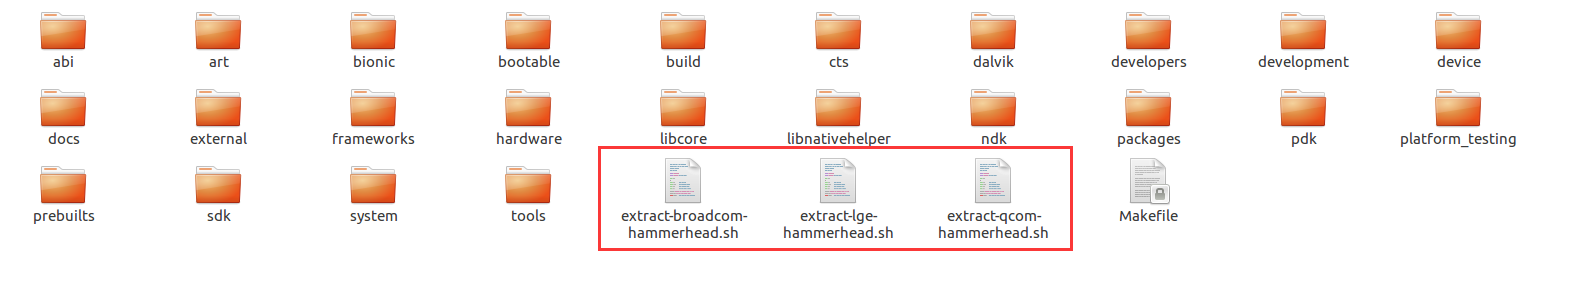 abi art bionic bootable build cts dalvik developers development device
docs external frameworks hardware libcore libnativehelper ndk packages pdk platform_testing
prebuilts sdk system tools extract-broadcom- extract-lge- extract-qcom- Makefile
hammerhead.sh hammerhead.sh hammerhead.sh